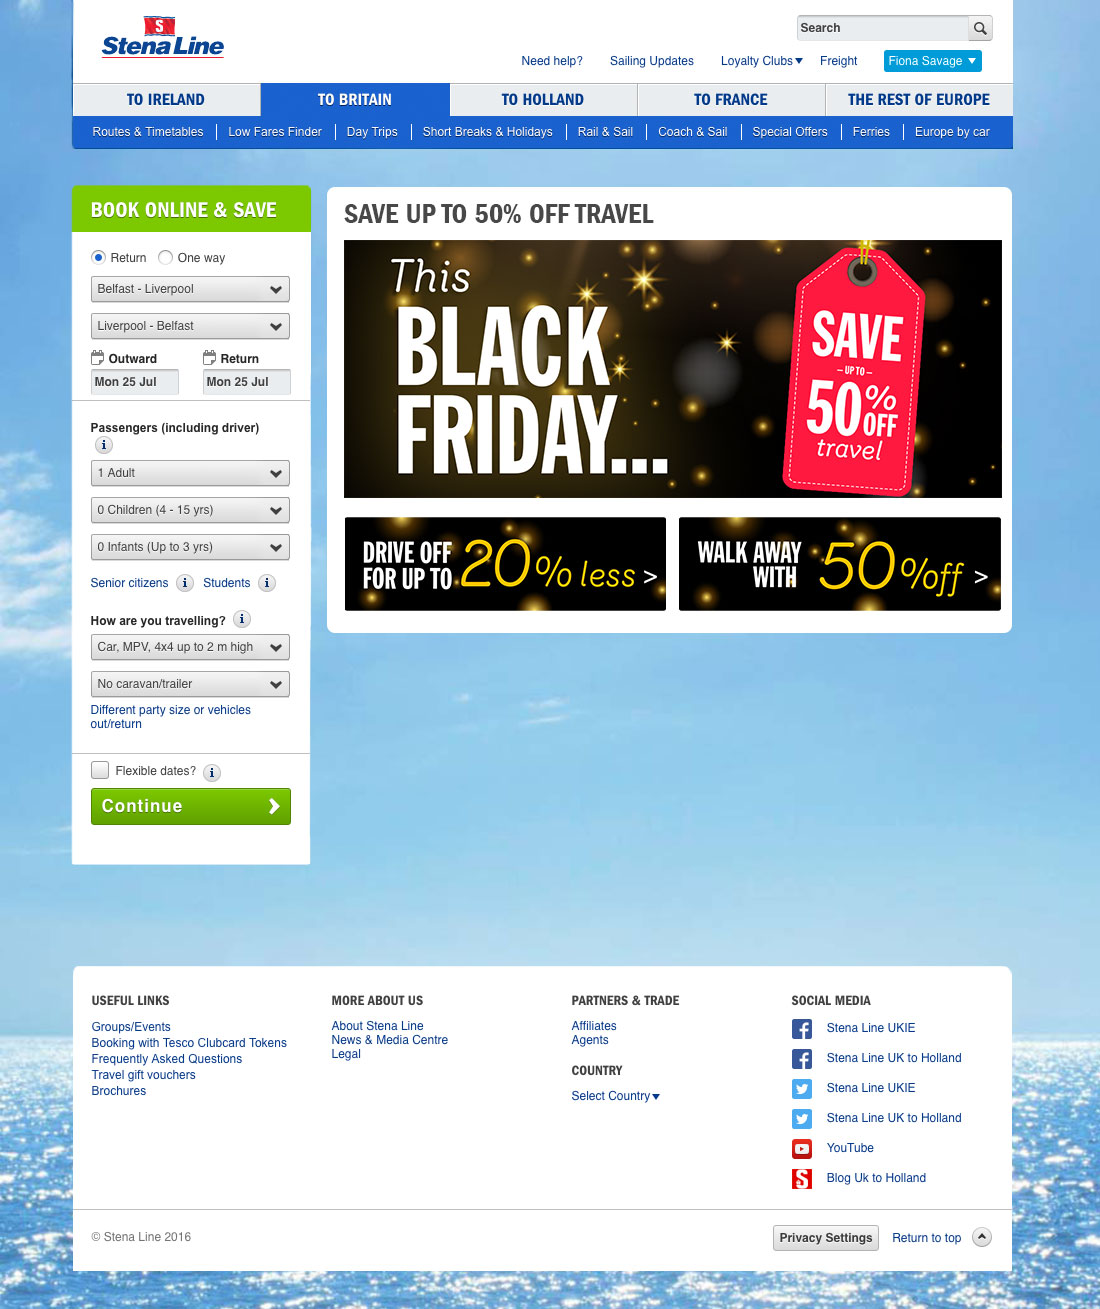 S
Stena Line
Search
Need help? Sailing Updates Loyalty Clubs Freight Fiona Savage
TO IRELAND TO BRITAIN TO HOLLAND TO FRANCE THE REST OF EUROPE
Routes & Timetables Low Fares Finder Day Trips Short Breaks & Holidays Rail & Sail Coach & Sail Special Offers Ferries Europe by car
BOOK ONLINE & SAVE
Return One way
Belfast - Liverpool
Liverpool - Belfast
Outward Return
Mon 25 Jul Mon 25 Jul
Passengers (including driver)
i
1 Adult
0 Children (4 - 15 yrs)
0 Infants (Up to 3 yrs)
Senior citizens i Students i
How are you travelling? i
Car, MPV, 4x4 up to 2 m high
No caravan/trailer
Different party size or vehicles
out/return
Flexible dates? i
Continue
SAVE UP TO 50% OFF TRAVEL
This
BLACK
FRIDAY...
SAVE
– UP TO –
50% OFF
travel
DRIVE OFF
FOR UP TO 20% less >
WALK AWAY
WITH 50% off >
USEFUL LINKS
Groups/Events
Booking with Tesco Clubcard Tokens
Frequently Asked Questions
Travel gift vouchers
Brochures
MORE ABOUT US
About Stena Line
News & Media Centre
Legal
PARTNERS & TRADE
Affiliates
Agents
COUNTRY
Select Country
SOCIAL MEDIA
Stena Line UKIE
Stena Line UK to Holland
Stena Line UKIE
Stena Line UK to Holland
YouTube
S Blog Uk to Holland
© Stena Line 2016
Privacy Settings Return to top